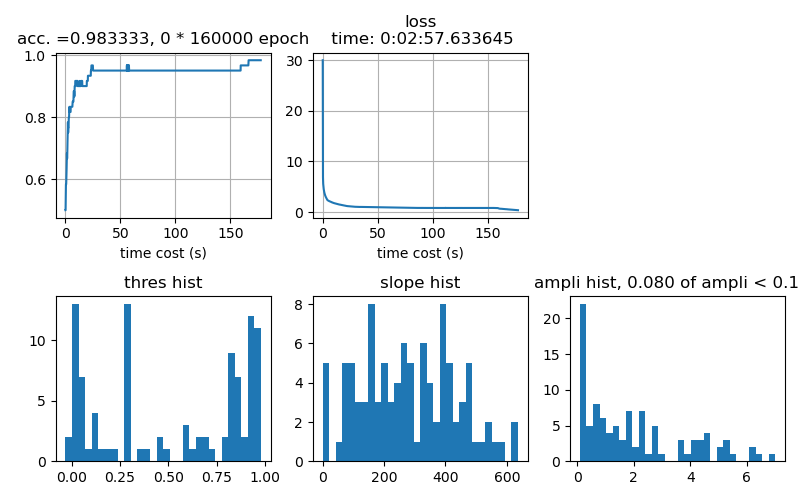 acc. =0.983333, 0 * 160000 epoch
1.0
0.8
0.6
0 50 100 150
time cost (s)
loss
time: 0:02:57.633645
30
20
10
0
0 50 100 150
time cost (s)
thres hist
10
5
0
0.00 0.25 0.50 0.75 1.00
slope hist
8
6
4
2
0
0 200 400 600
ampli hist, 0.080 of ampli < 0.1
20
15
10
5
0
0 2 4 6